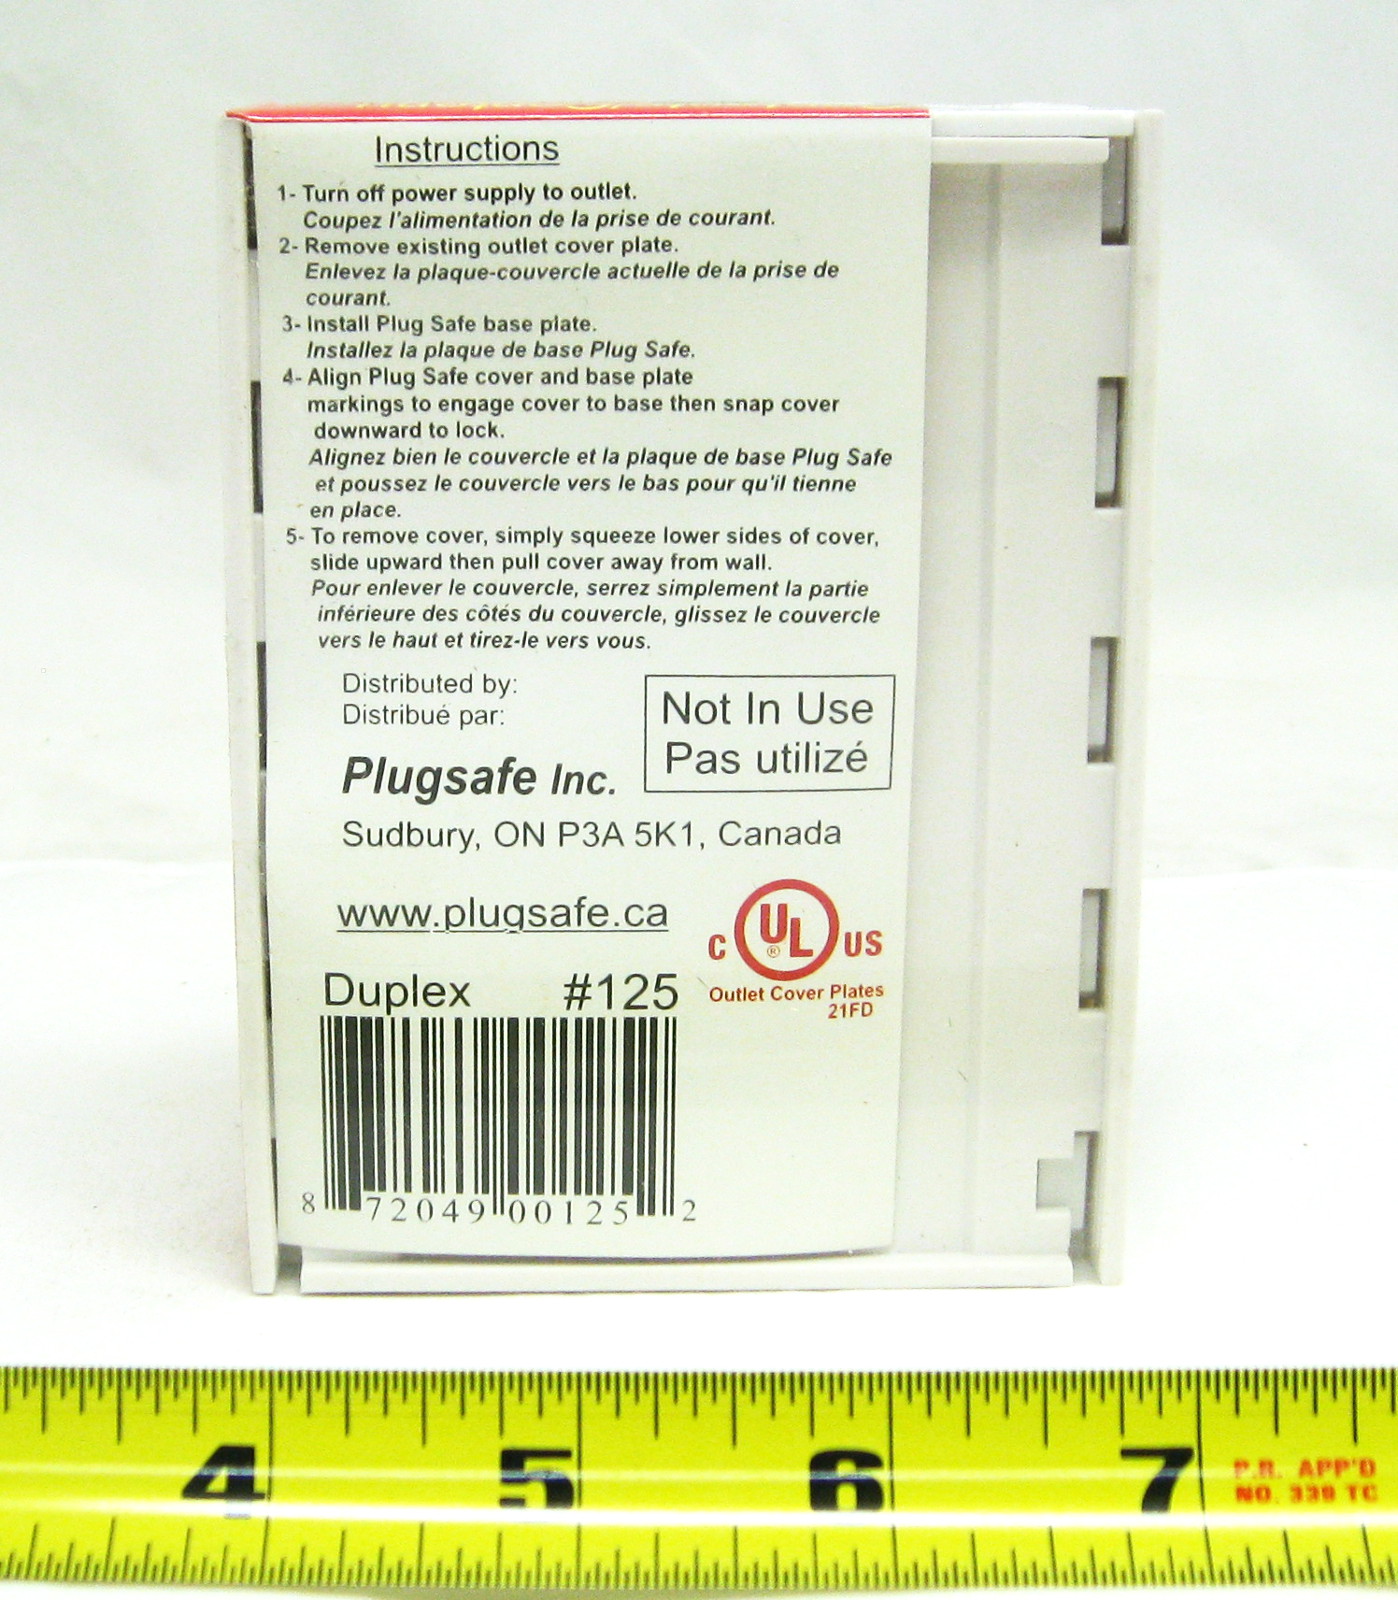 Instructions
1- Turn off power supply to outlet.
Coupez l'alimentation de la prise de courant.
2- Remove existing outlet cover plate.
Enlevez la plaque-couvercle actuelle de la prise de
courant.
3- Install Plug Safe base plate.
Installez la plaque de base Plug Safe.
4- Align Plug Safe cover and base plate
markings to engage cover to base then snap cover
downward to lock.
Alignez bien le couvercle et la plaque de base Plug Safe
et poussez le couvercle vers le bas pour qu'il tienne
en place.
5- To remove cover, simply squeeze lower sides of cover,
slide upward then pull cover away from wall.
Pour enlever le couvercle, serrez simplement la partie
inférieure des côtés du couvercle, glissez le couvercle
vers le haut et tirez-le vers vous.
Distributed by:
Distribué par:
Not In Use
Pas utilizé
Plugsafe Inc.
Sudbury, ON P3A 5K1, Canada
www.plugsafe.ca
C UL® US
Outlet Cover Plates
21FD
Duplex #125
8 72049 00125 2
4 5 6 7
P.R. APP'D
NO. 339 TC